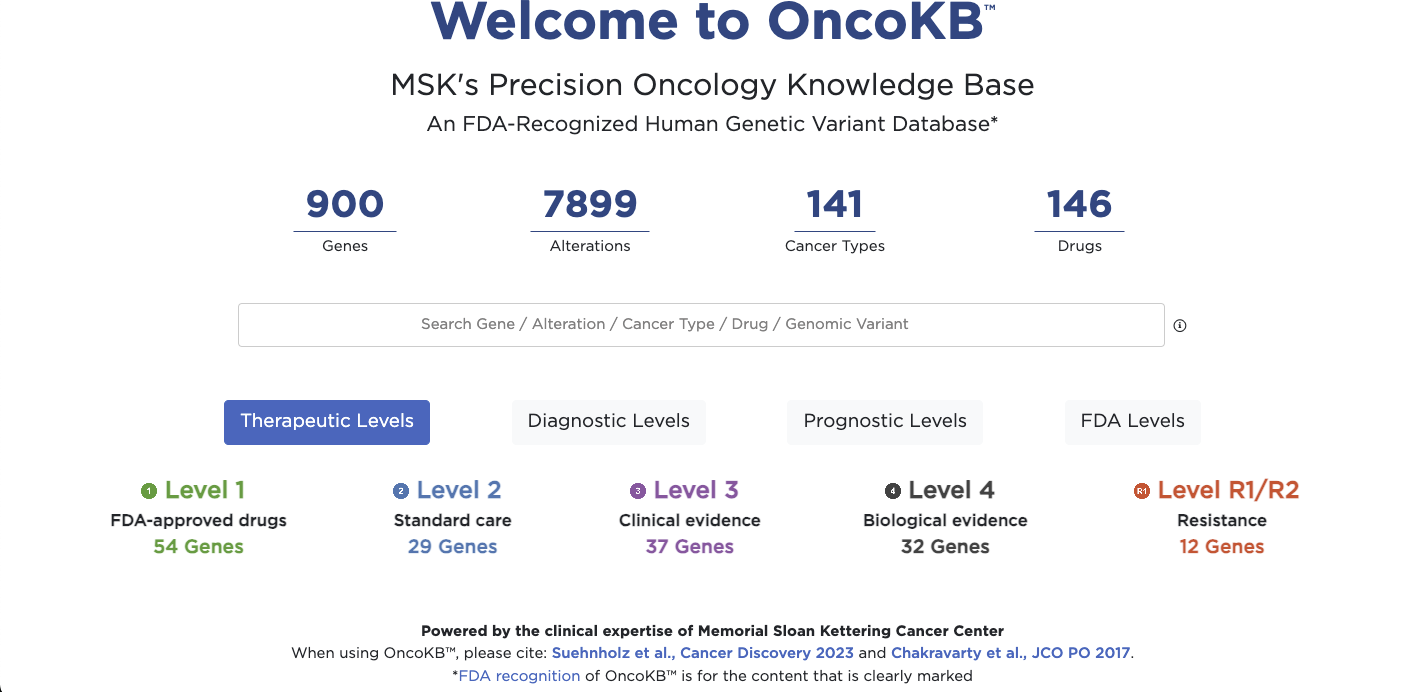 Welcome to OncoKB™
MSK's Precision Oncology Knowledge Base
An FDA-Recognized Human Genetic Variant Database*
900 7899 141 146
Genes Alterations Cancer Types Drugs
Search Gene / Alteration / Cancer Type / Drug / Genomic Variant
Therapeutic Levels Diagnostic Levels Prognostic Levels FDA Levels
1 Level 1 2 Level 2 3 Level 3 4 Level 4 R1 Level R1/R2
FDA-approved drugs Standard care Clinical evidence Biological evidence Resistance
54 Genes 29 Genes 37 Genes 32 Genes 12 Genes
Powered by the clinical expertise of Memorial Sloan Kettering Cancer Center
When using OncoKB™, please cite: Suehnholz et al., Cancer Discovery 2023 and Chakravarty et al., JCO PO 2017.
*FDA recognition of OncoKB™ is for the content that is clearly marked